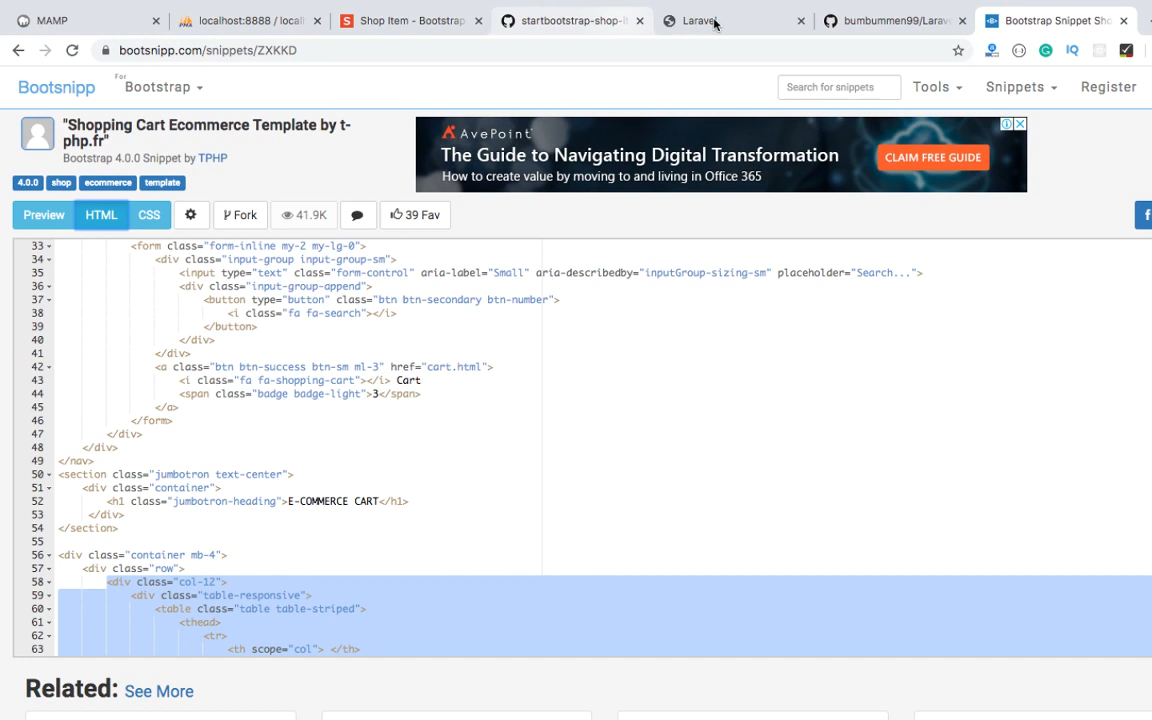 MAMP
localhost:8888 / locall
Shop Item - Bootstrap
startbootstrap-shop-i
Laravel
bumbummen99/Larav
Bootstrap Snippet Sho
bootsnipp.com/snippets/ZXKKD
Bootsnipp
For
Bootstrap
Search for snippets
Tools
Snippets
Register
"Shopping Cart Ecommerce Template by t-
php.fr"
Bootstrap 4.0.0 Snippet by TPHP
4.0.0 shop ecommerce template
AvePoint
The Guide to Navigating Digital Transformation
How to create value by moving to and living in Office 365
CLAIM FREE GUIDE
Preview HTML CSS Fork 41.9K 39 Fav
33 <form class="form-inline my-2 my-lg-0">
34 <div class="input-group input-group-sm">
35 <input type="text" class="form-control" aria-label="Small" aria-describedby="inputGroup-sizing-sm" placeholder="Search...">
36 <div class="input-group-append">
37 <button type="button" class="btn btn-secondary btn-number">
38 <i class="fa fa-search"></i>
39 </button>
40 </div>
41 </div>
42 <a class="btn btn-success btn-sm ml-3" href="cart.html">
43 <i class="fa fa-shopping-cart"></i> Cart
44 <span class="badge badge-light">3</span>
45 </a>
46 </form>
47 </div>
48 </div>
49 </nav>
50 <section class="jumbotron text-center">
51 <div class="container">
52 <h1 class="jumbotron-heading">E-COMMERCE CART</h1>
53 </div>
54 </section>
55
56 <div class="container mb-4">
57 <div class="row">
58 <div class="col-12">
59 <div class="table-responsive">
60 <table class="table table-striped">
61 <thead>
62 <tr>
63 <th scope="col"> </th>
Related: See More